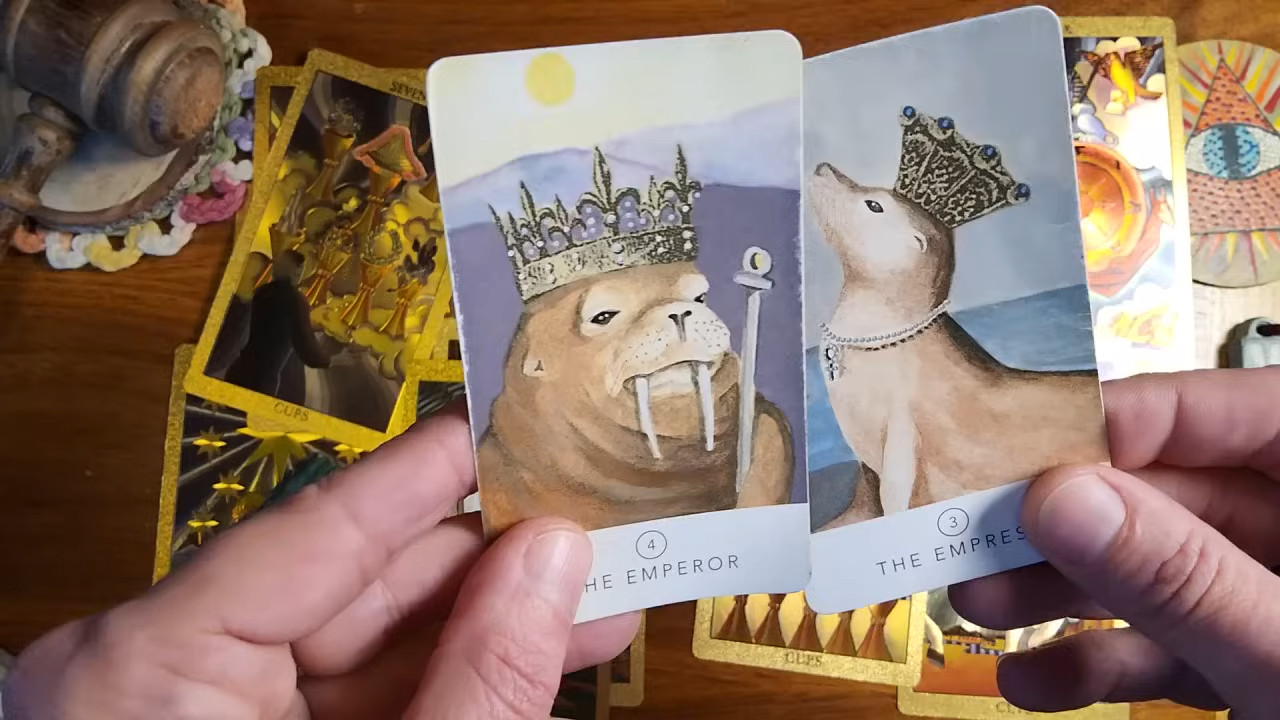 SEVEN
CUPS
4
HE EMPEROR
3
THE EMPRES
CUPS